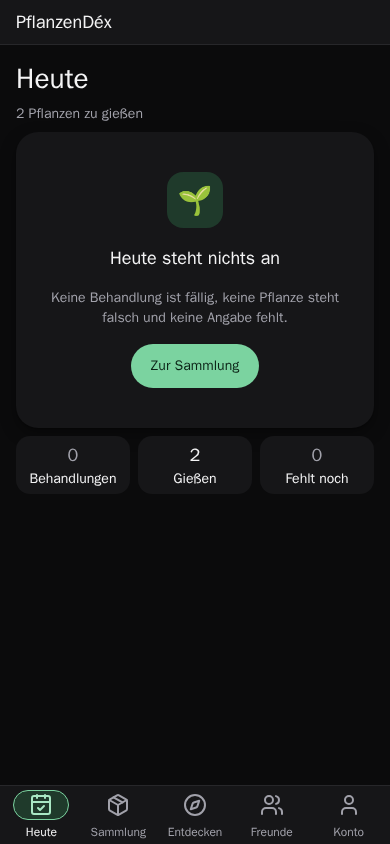 PflanzenDéx
Heute
2 Pflanzen zu gießen
Heute steht nichts an
Keine Behandlung ist fällig, keine Pflanze steht
falsch und keine Angabe fehlt.
Zur Sammlung
0 2 0
Behandlungen Gießen Fehlt noch
Heute Sammlung Entdecken Freunde Konto